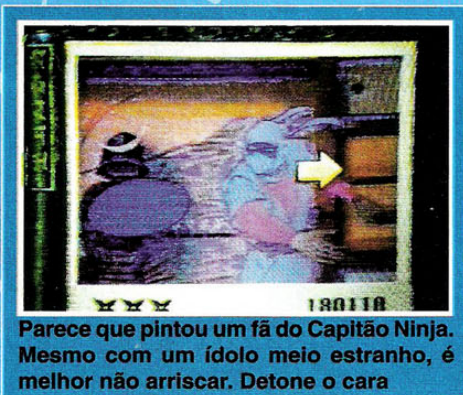 180110
Parece que pintou um fã do Capitão Ninja.
Mesmo com um ídolo meio estranho, é
melhor não arriscar. Detone o cara